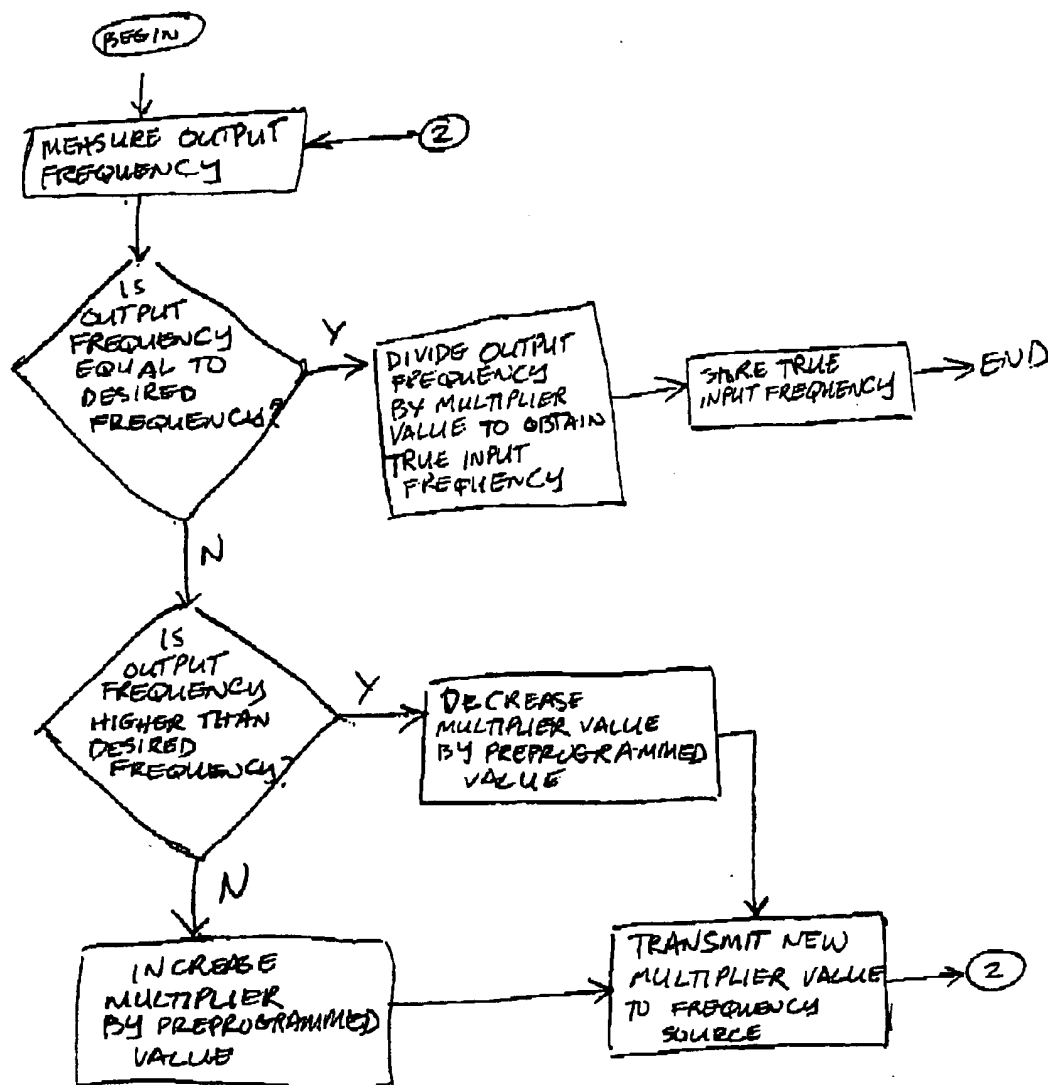 BEGIN
MEASURE OUTPUT
FREQUENCY
2
IS
OUTPUT
FREQUENCY
EQUAL TO
DESIRED
FREQUENCY?
Y
DIVIDE OUTPUT
FREQUENCY
BY MULTIPLIER
VALUE TO OBTAIN
TRUE INPUT
FREQUENCY
STORE TRUE
INPUT FREQUENCY
END
N
IS
OUTPUT
FREQUENCY
HIGHER THAN
DESIRED
FREQUENCY?
Y
DECREASE
MULTIPLIER VALUE
BY PREPROGRAMMED
VALUE
N
INCREASE
MULTIPLIER
BY PREPROGRAMMED
VALUE
TRANSMIT NEW
MULTIPLIER VALUE
TO FREQUENCY
SOURCE
2